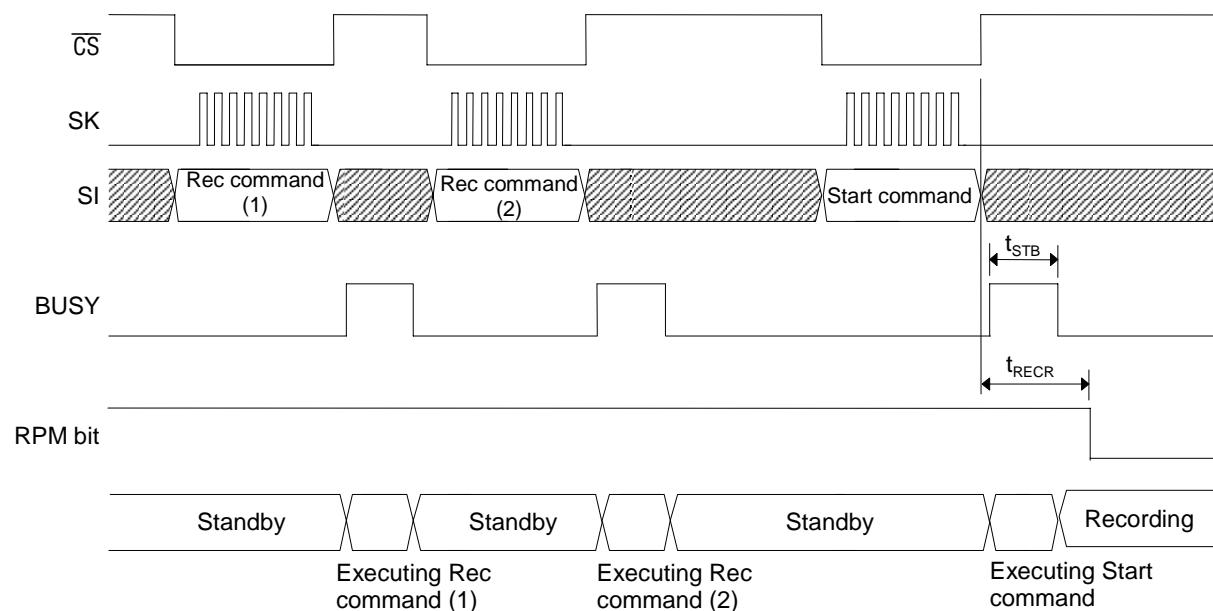 CS
SK
SI
Rec command
(1)
Rec command
(2)
Start command
tSTB
BUSY
tRECR
RPM bit
Standby
Standby
Standby
Recording
Executing Rec
command (1)
Executing Rec
command (2)
Executing Start
command